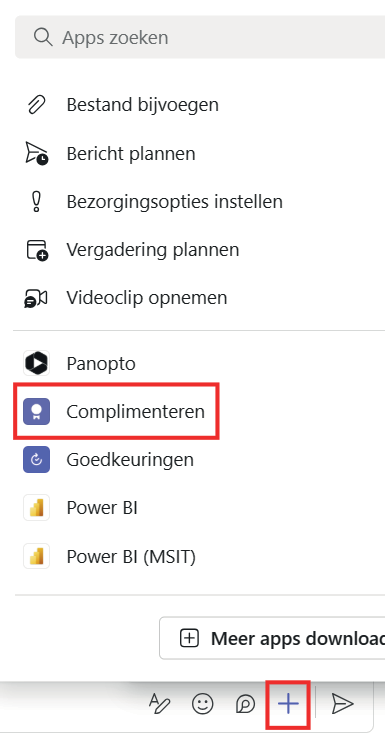 Apps zoeken
Bestand bijvoegen
Bericht plannen
Bezorgingsopties instellen
Vergadering plannen
Videoclip opnemen
Panopto
Complimenteren
Goedkeuringen
Power BI
Power BI (MSIT)
Meer apps download